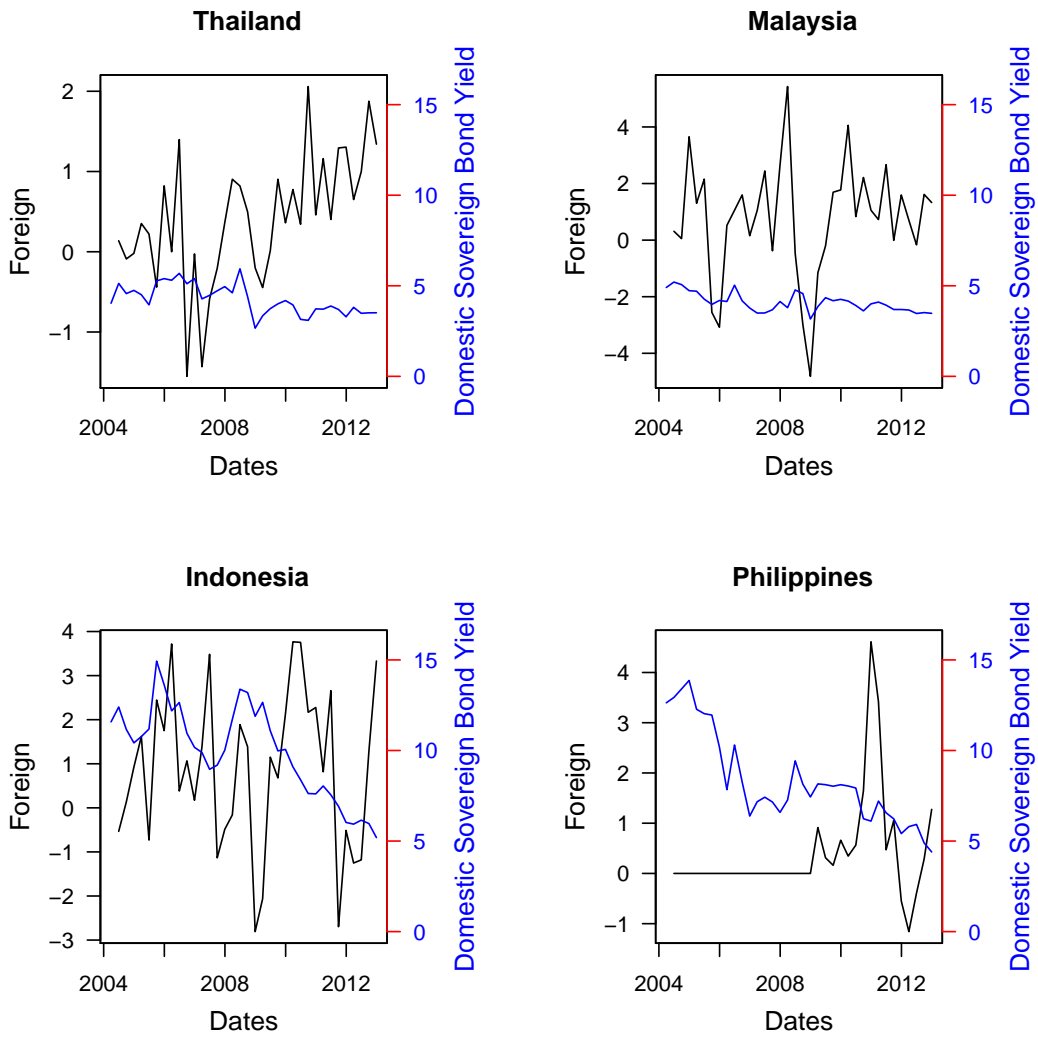 Thailand
Foreign
2
1
0
−1
15
10
5
0
Domestic Sovereign Bond Yield
2004 2008 2012
Dates
Malaysia
Foreign
4
2
0
−2
−4
15
10
5
0
Domestic Sovereign Bond Yield
2004 2008 2012
Dates
Indonesia
Foreign
4
3
2
1
0
−1
−2
−3
15
10
5
0
Domestic Sovereign Bond Yield
2004 2008 2012
Dates
Philippines
Foreign
4
3
2
1
0
−1
15
10
5
0
Domestic Sovereign Bond Yield
2004 2008 2012
Dates